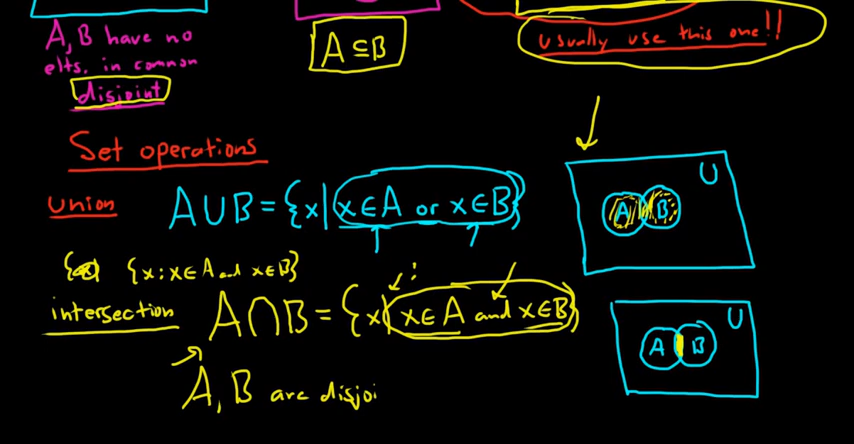 A, B have no
elts. in common
disjoint
A ⊆ B
usually use this one!!
Set operations
union
A ∪ B = {x | x ∈ A or x ∈ B}
U
A B
{x : x ∈ A and x ∈ B}
:
intersection
A ∩ B = {x | x ∈ A and x ∈ B}
U
A B
A, B are disjoi